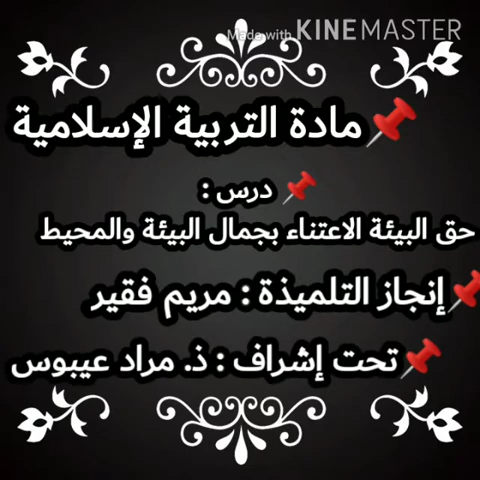 Made with KINEMASTER
مادة التربية الإسلامية
درس :
حق البيئة الاعتناء بجمال البيئة والمحيط
إنجاز التلميذة : مريم فقير
تحت إشراف : ذ. مراد عيبوس